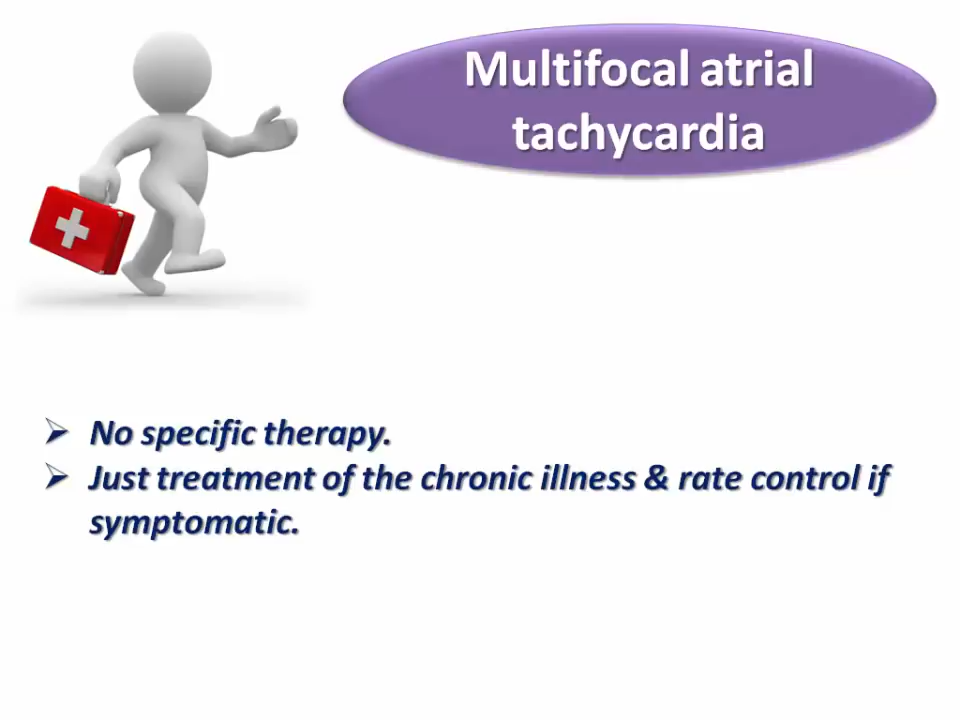 Multifocal atrial
tachycardia
➢ No specific therapy.
➢ Just treatment of the chronic illness & rate control if
symptomatic.